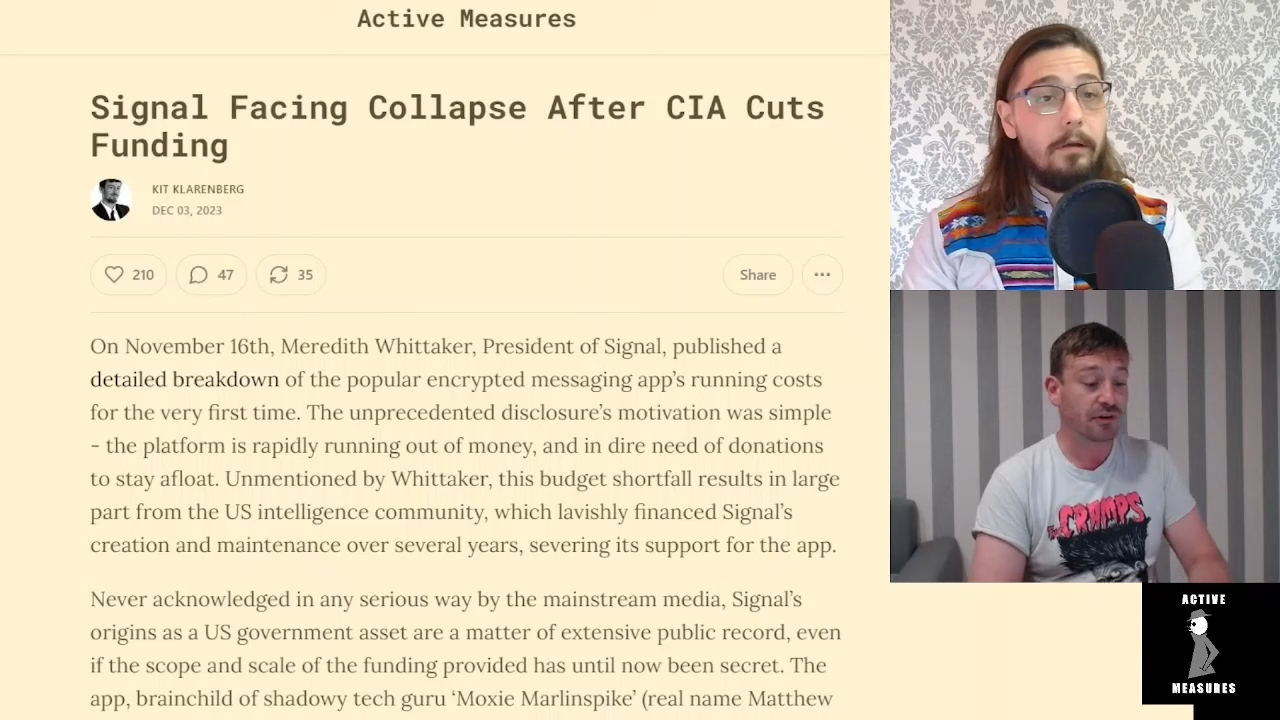 Active Measures
Signal Facing Collapse After CIA Cuts
Funding
KIT KLARENBERG
DEC 03, 2023
210
47
35
Share
On November 16th, Meredith Whittaker, President of Signal, published a
detailed breakdown of the popular encrypted messaging app’s running costs
for the very first time. The unprecedented disclosure’s motivation was simple
- the platform is rapidly running out of money, and in dire need of donations
to stay afloat. Unmentioned by Whittaker, this budget shortfall results in large
part from the US intelligence community, which lavishly financed Signal’s
creation and maintenance over several years, severing its support for the app.
Never acknowledged in any serious way by the mainstream media, Signal’s
origins as a US government asset are a matter of extensive public record, even
if the scope and scale of the funding provided has until now been secret. The
app, brainchild of shadowy tech guru ‘Moxie Marlinspike’ (real name Matthew
THE CRAMPS
ACTIVE
MEASURES